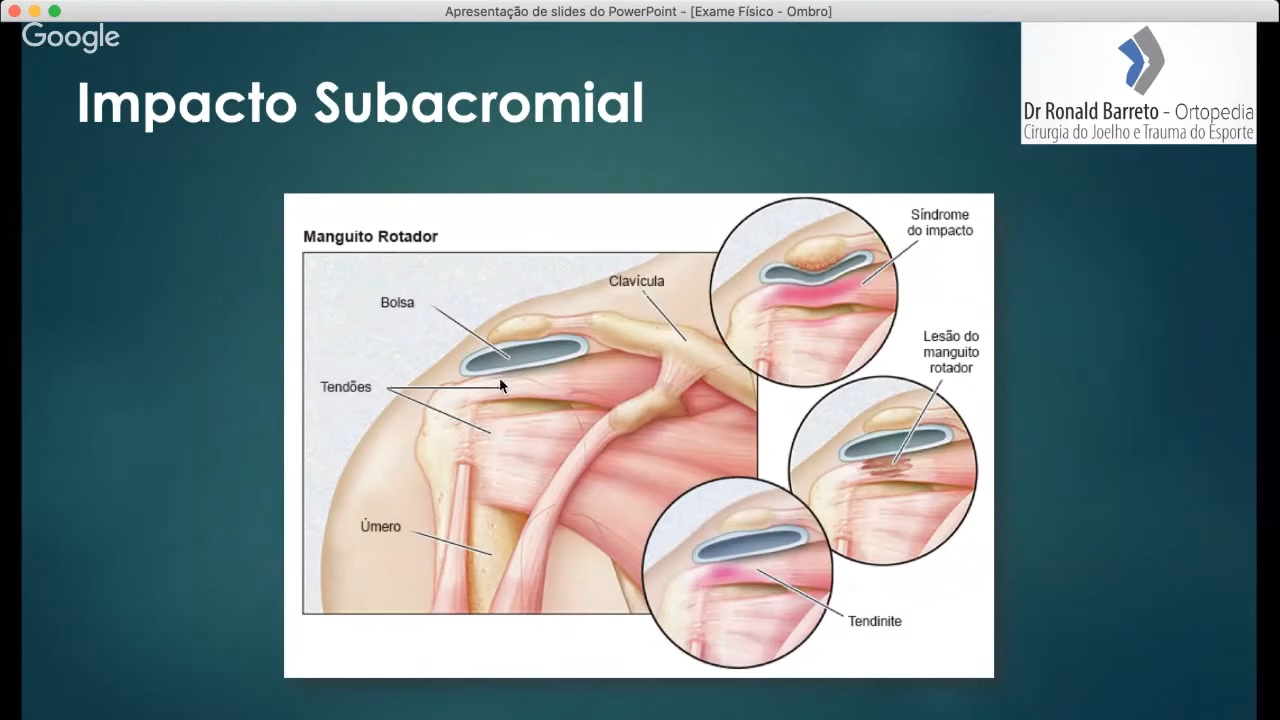 Apresentação de slides do PowerPoint - [Exame Físico - Ombro]
Google
Impacto Subacromial
Dr Ronald Barreto - Ortopedia
Cirurgia do Joelho e Trauma do Esporte
Manguito Rotador
Síndrome
do impacto
Clavícula
Bolsa
Lesão do
manguito
rotador
Tendões
Úmero
Tendinite